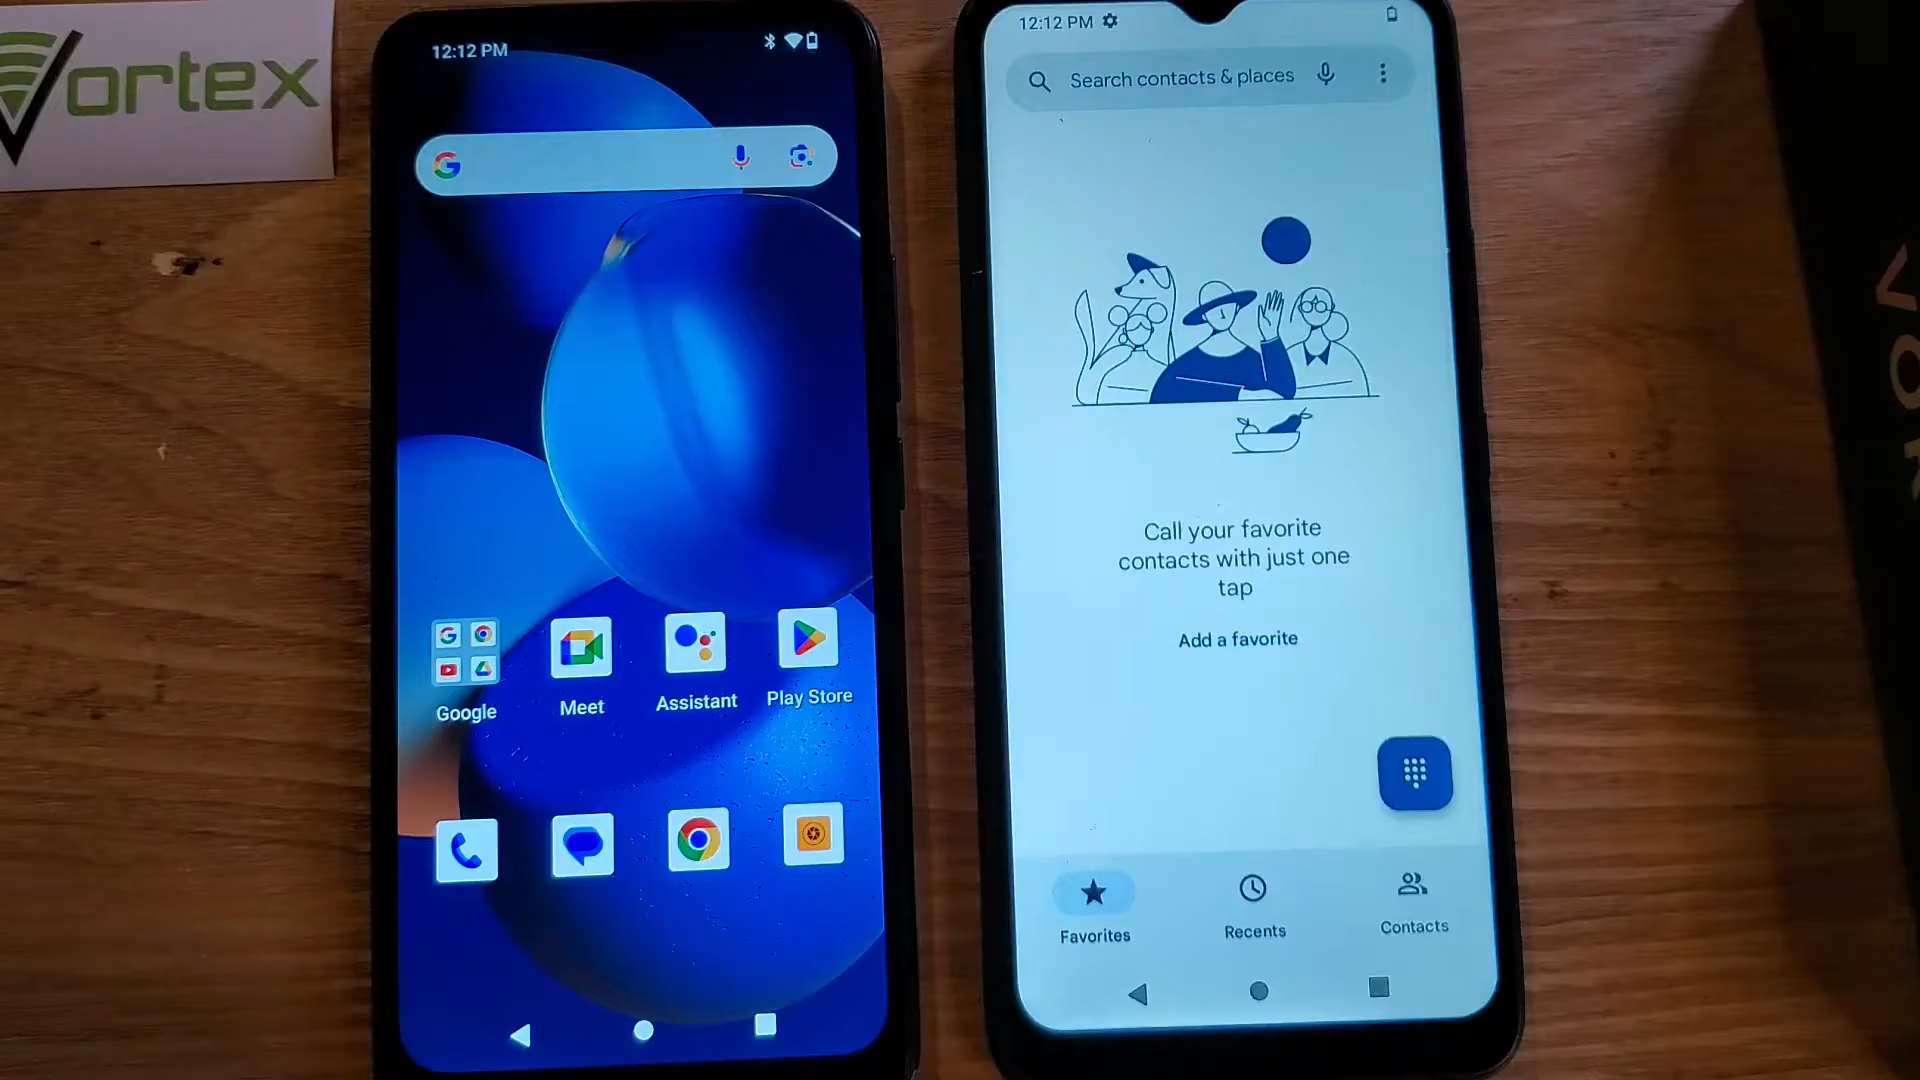 Vortex
12:12 PM
Google
Meet
Assistant
Play Store
12:12 PM
Search contacts & places
Call your favorite
contacts with just one
tap
Add a favorite
Favorites
Recents
Contacts